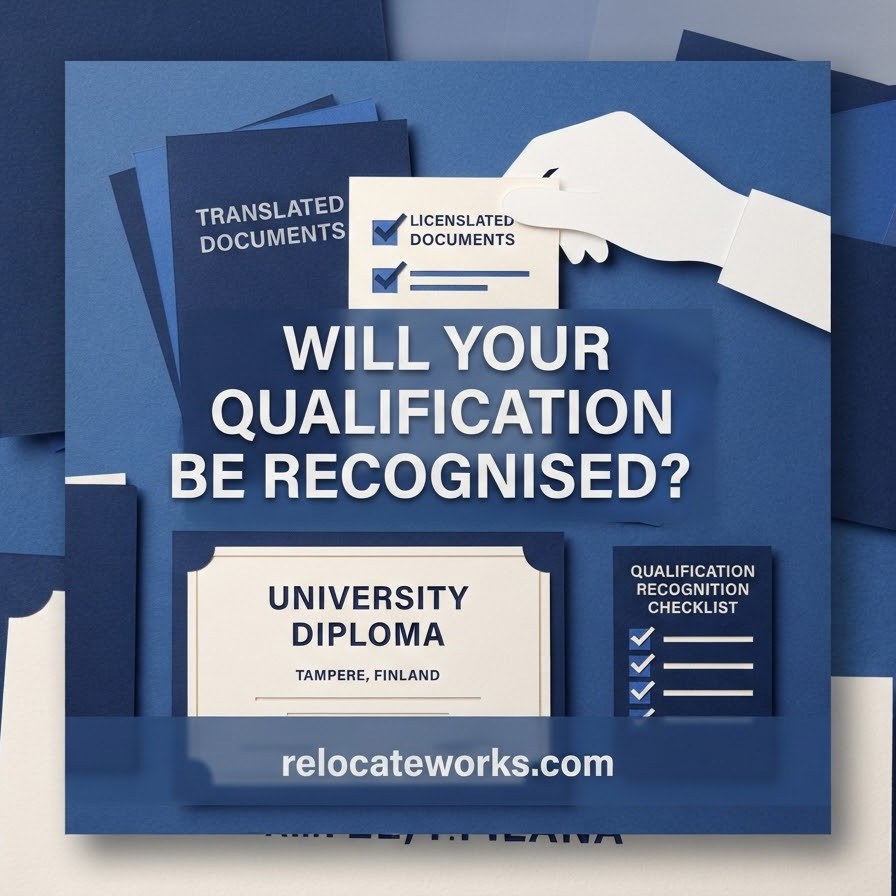 TRANSLATED
DOCUMENTS
LICENSLATED
DOCUMENTS
WILL YOUR
QUALIFICATION
BE RECOGNISED?
UNIVERSITY
DIPLOMA
TAMPERE, FINLAND
QUALIFICATION
RECOGNITION
CHECKLIST
relocateworks.com